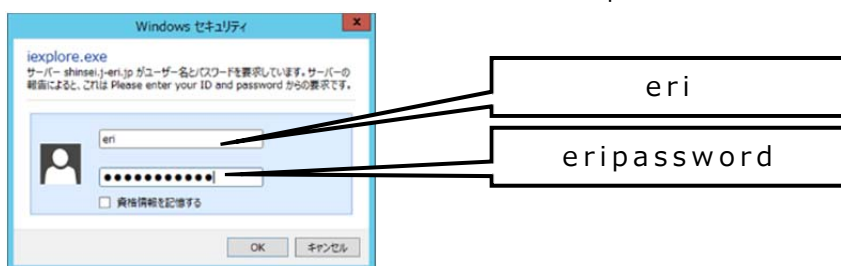 Windows セキュリティ
iexplore.exe
サーバー shinsei.j-eri.jp がユーザー名とパスワードを要求しています。サーバーの
報告によると、これは Please enter your ID and password からの要求です。
eri
●●●●●●●●●●●
資格情報を記憶する
OK キャンセル
eri
eripassword